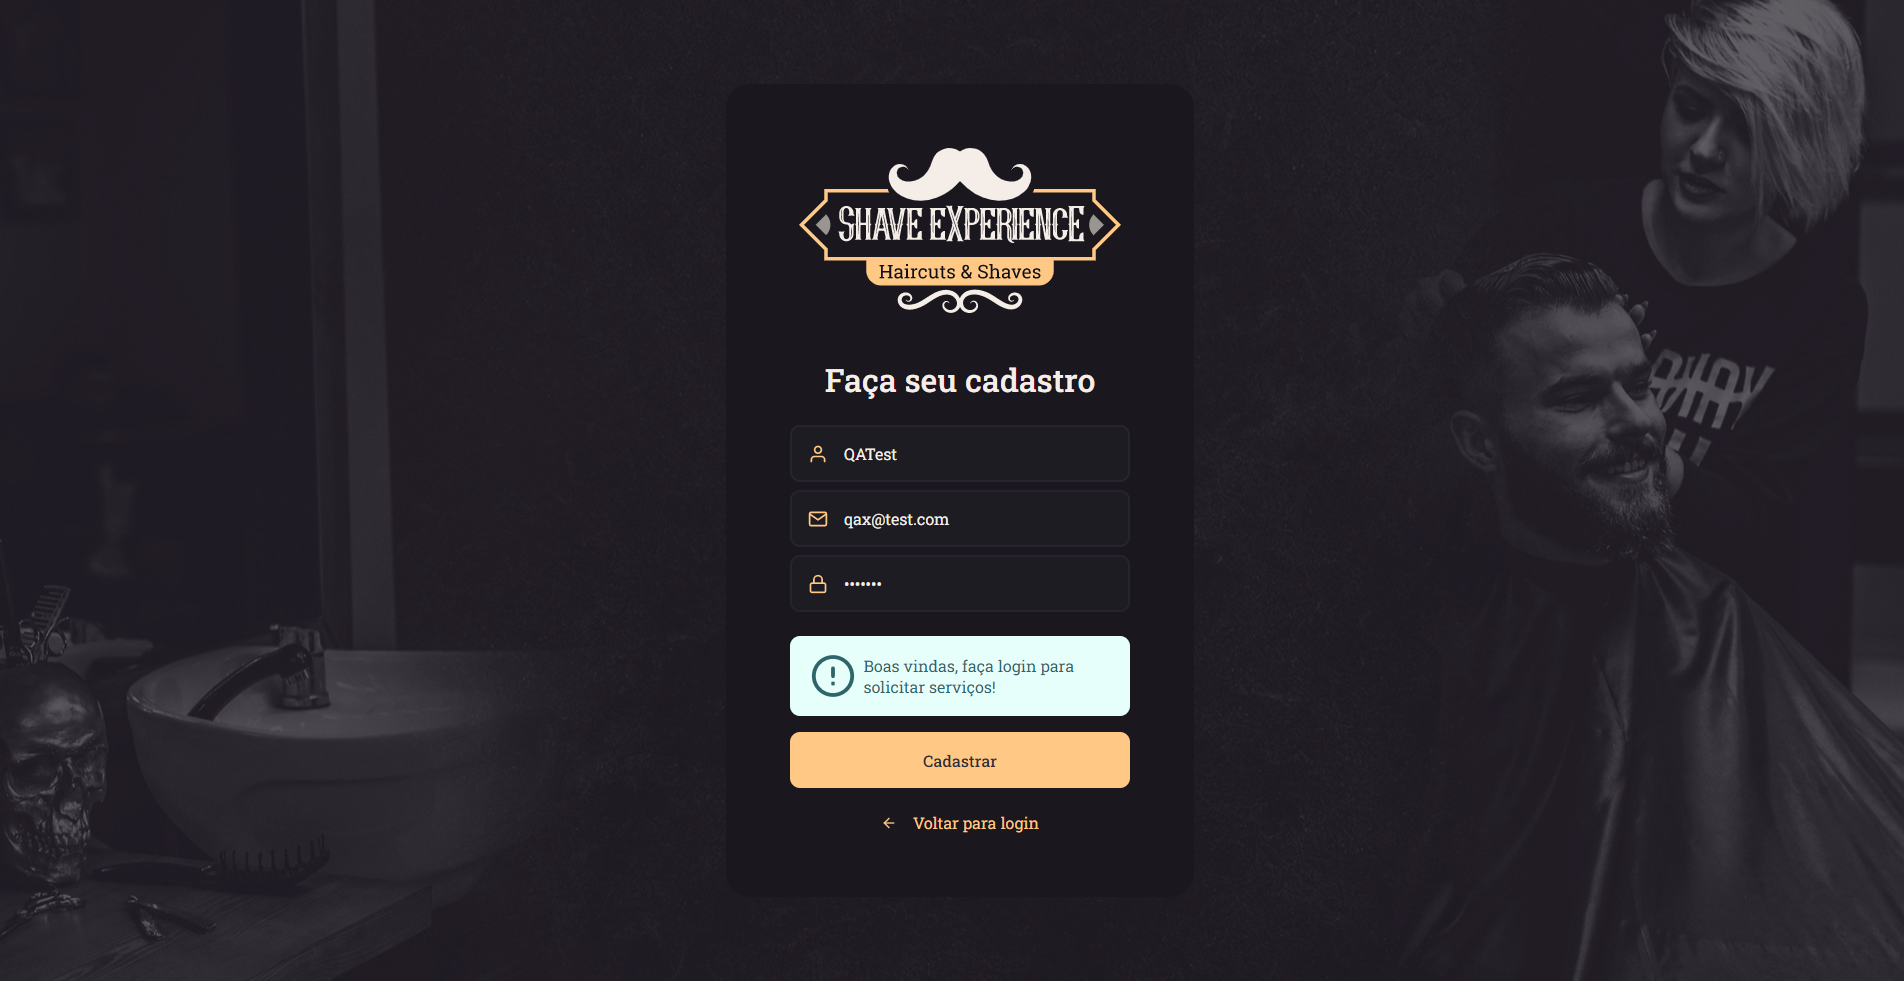 SHAVE EXPERIENCE
Haircuts & Shaves
Faça seu cadastro
QATest
qax@test.com
•••••••
Boas vindas, faça login para
solicitar serviços!
Cadastrar
Voltar para login